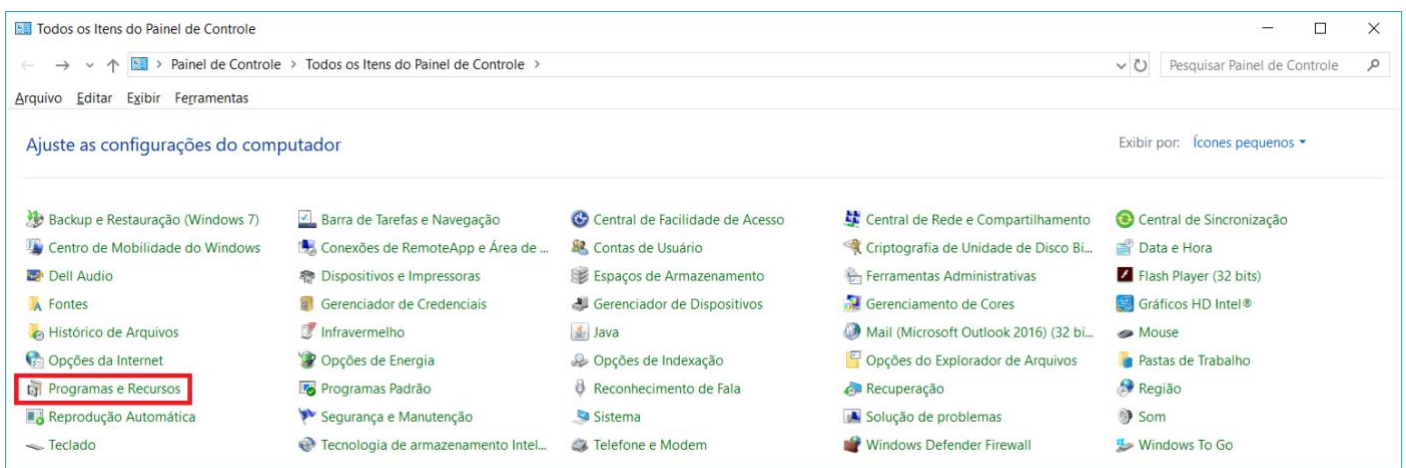 Todos os Itens do Painel de Controle
Painel de Controle > Todos os Itens do Painel de Controle >
Pesquisar Painel de Controle
Arquivo Editar Exibir Ferramentas
Ajuste as configurações do computador
Exibir por: Ícones pequenos
Backup e Restauração (Windows 7) Barra de Tarefas e Navegação Central de Facilidade de Acesso Central de Rede e Compartilhamento Central de Sincronização
Centro de Mobilidade do Windows Conexões de RemoteApp e Área de ... Contas de Usuário Criptografia de Unidade de Disco Bi... Data e Hora
Dell Audio Dispositivos e Impressoras Espaços de Armazenamento Ferramentas Administrativas Flash Player (32 bits)
Fontes Gerenciador de Credenciais Gerenciador de Dispositivos Gerenciamento de Cores Gráficos HD Intel®
Histórico de Arquivos Infravermelho Java Mail (Microsoft Outlook 2016) (32 bi... Mouse
Opções da Internet Opções de Energia Opções de Indexação Opções do Explorador de Arquivos Pastas de Trabalho
Programas e Recursos Programas Padrão Reconhecimento de Fala Recuperação Região
Reprodução Automática Segurança e Manutenção Sistema Solução de problemas Som
Teclado Tecnologia de armazenamento Intel... Telefone e Modem Windows Defender Firewall Windows To Go